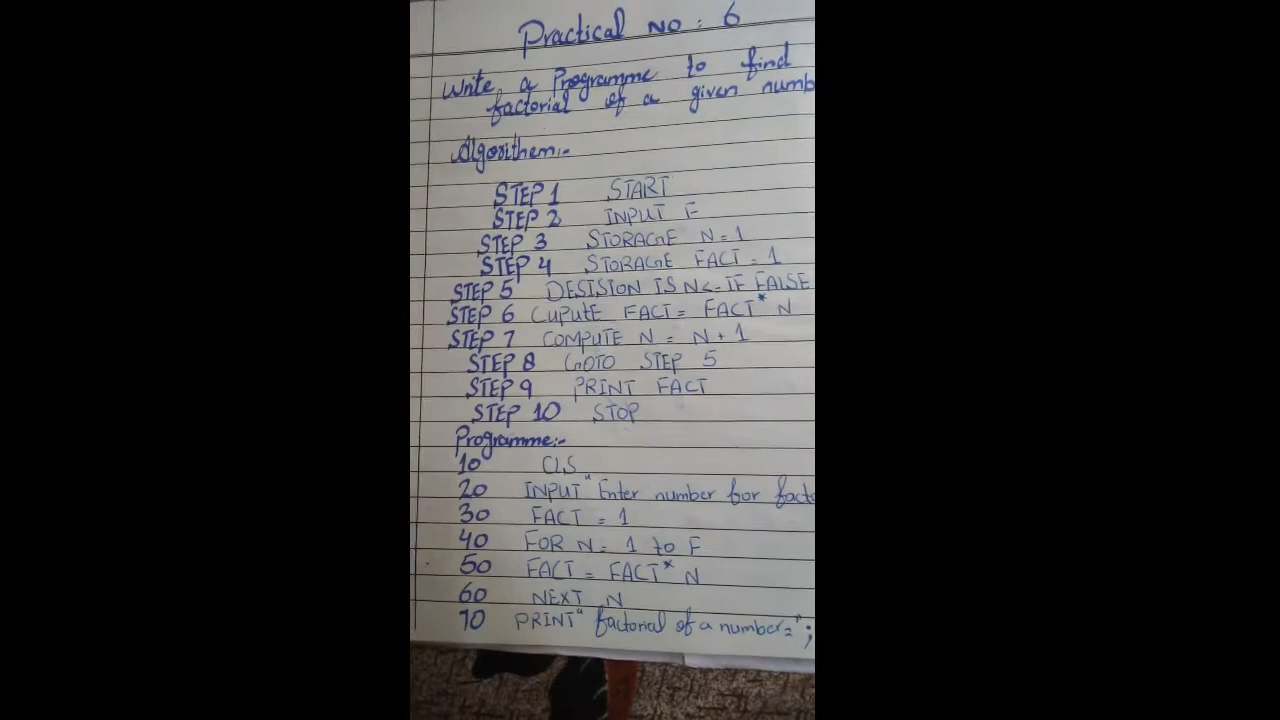 Practical NO: 6
Write a Programme to find
factorial of a given numb
Algorithem:-
STEP 1 START
STEP 2 INPUT F
STEP 3 STORAGE N=1
STEP 4 STORAGE FACT=1
STEP 5 DESISION IS N<=IF FALSE
STEP 6 CUPUtE FACT= FACT* N
STEP 7 COMPUTE N = N+1
STEP 8 GOTO STEP 5
STEP 9 PRINT FACT
STEP 10 STOP
Programme:-
10 CLS
20 INPUT "Enter number for facto
30 FACT = 1
40 FOR N= 1 to F
50 FACT = FACT* N
60 NEXT N
70 PRINT" factorial of a number=";